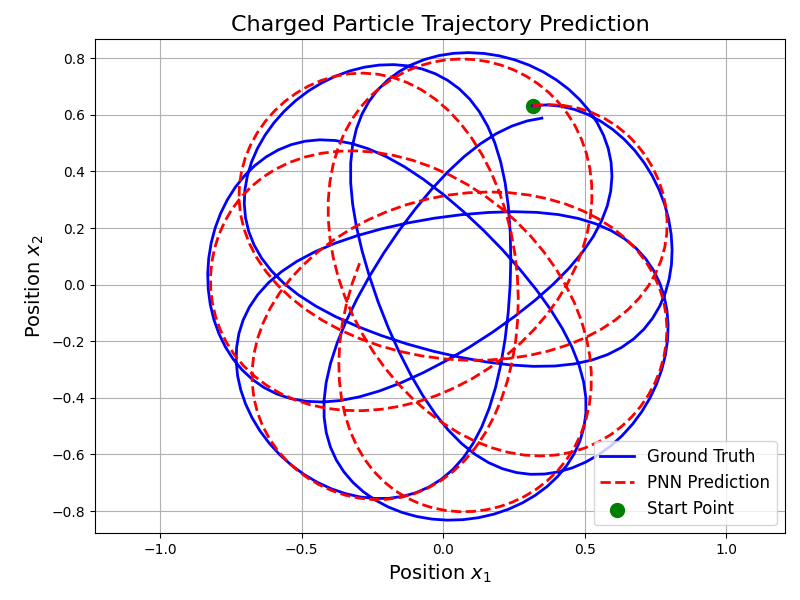 Charged Particle Trajectory Prediction
Position x₂
0.8
0.6
0.4
0.2
0.0
−0.2
−0.4
−0.6
−0.8
Ground Truth
PNN Prediction
Start Point
−1.0
−0.5
0.0
0.5
1.0
Position x₁